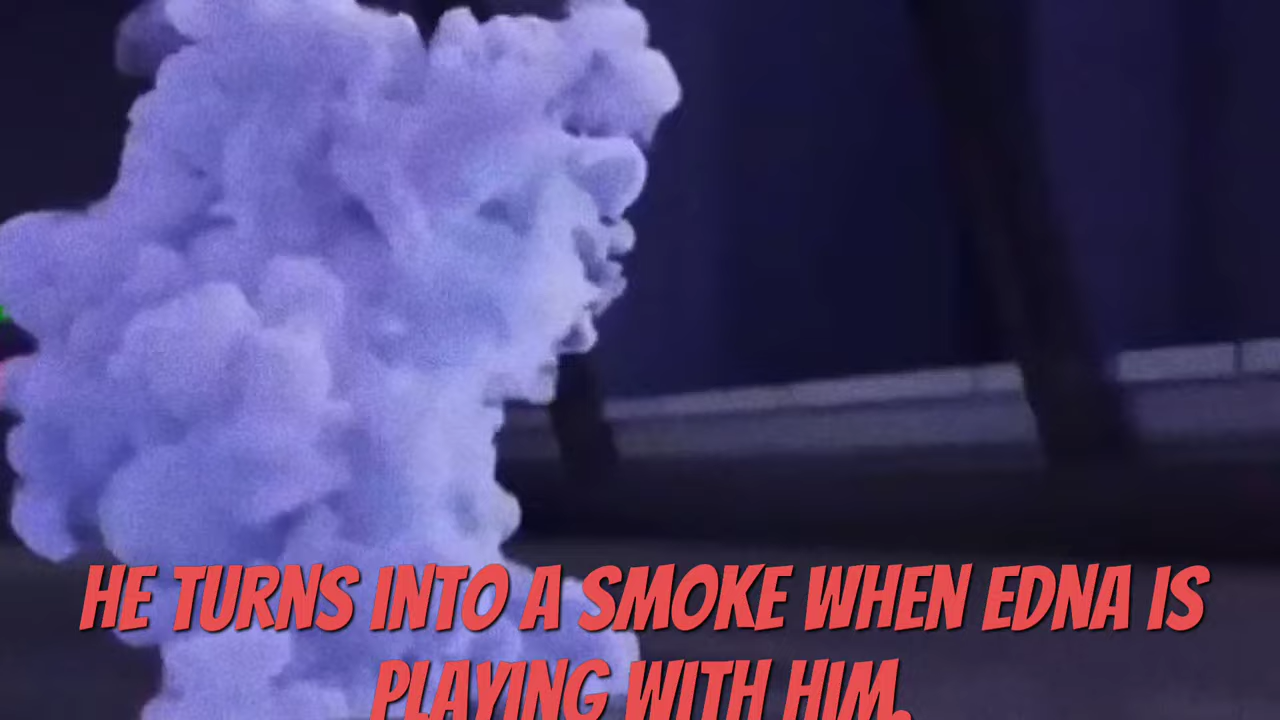 HE TURNS INTO A SMOKE WHEN EDNA IS
PLAYING WITH HIM.